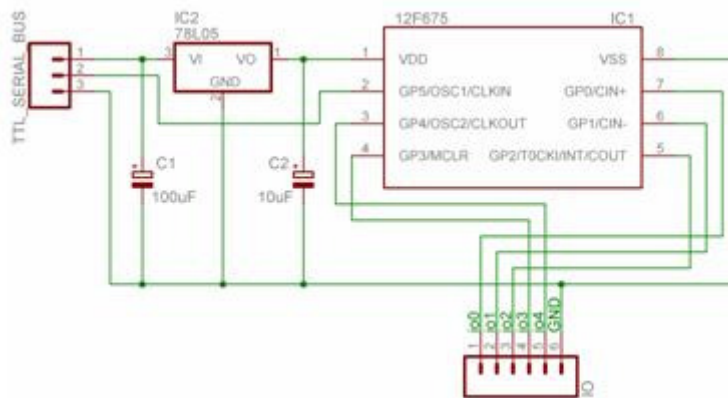 TTL_SERIAL_BUS
1
2
3
IC2
78L05
3
VI
VO
1
GND
2
C1
100uF
C2
10uF
12F675
IC1
1
VDD
VSS
8
2
GP5/OSC1/CLKIN
GP0/CIN+
7
3
GP4/OSC2/CLKOUT
GP1/CIN-
6
4
GP3/MCLR
GP2/T0CKI/INT/COUT
5
io0
io1
io2
io3
io4
GND
1
2
3
4
5
6
IO